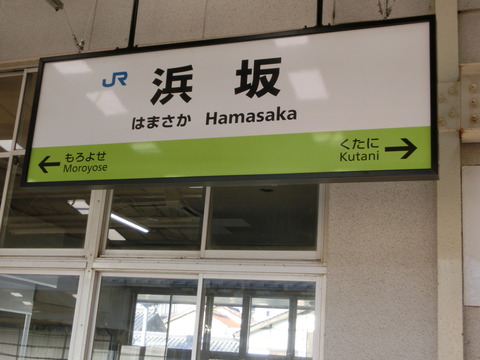 JR 浜坂
はまさか Hamasaka
← もろよせ くたに →
Moroyose Kutani